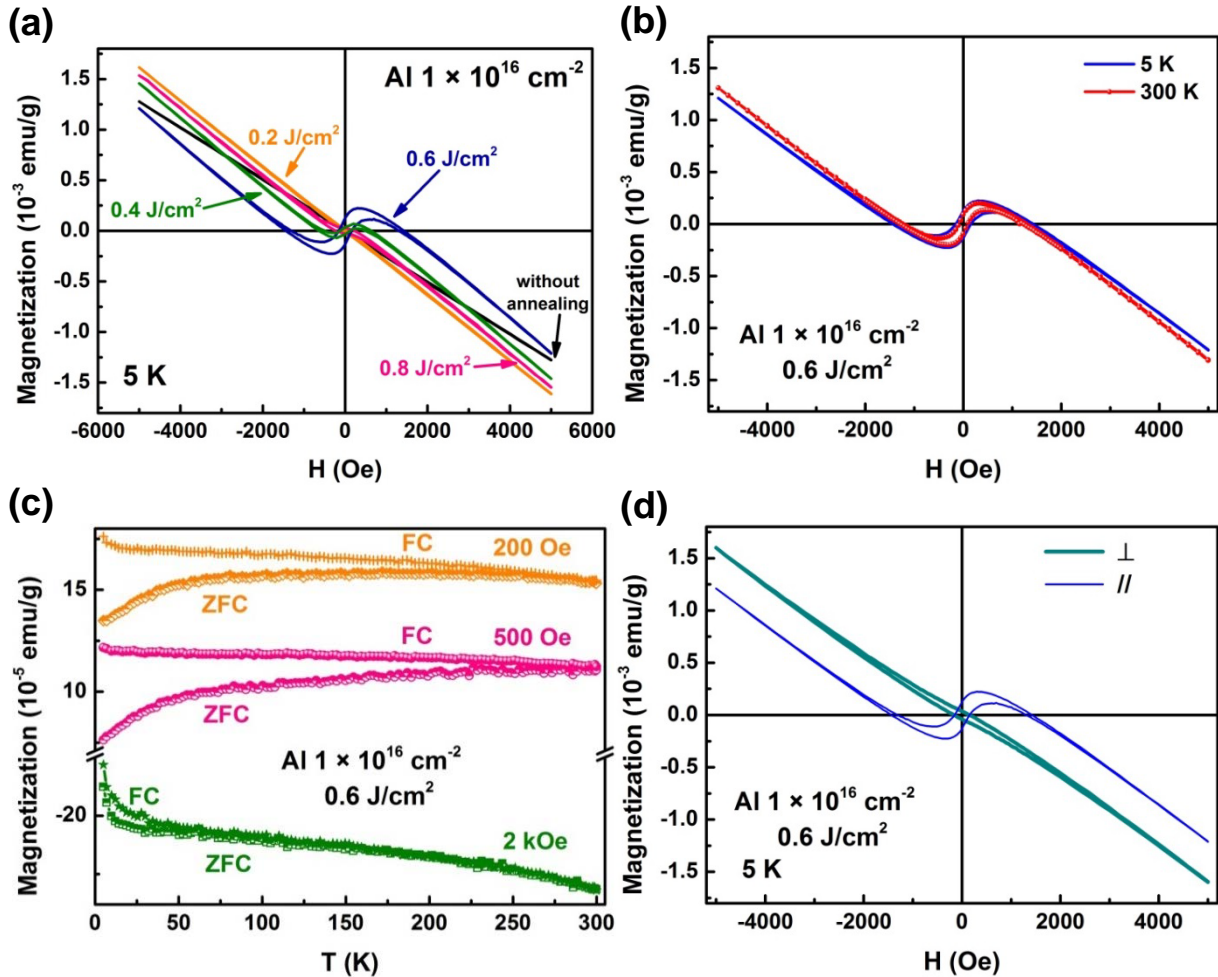 (a)
Al 1 × 10¹⁶ cm⁻²
0.2 J/cm²
0.6 J/cm²
0.4 J/cm²
without
annealing
0.8 J/cm²
5 K
Magnetization (10⁻³ emu/g)
1.5
1.0
0.5
0.0
-0.5
-1.0
-1.5
-6000 -4000 -2000 0 2000 4000 6000
H (Oe)
(b)
5 K
300 K
Al 1 × 10¹⁶ cm⁻²
0.6 J/cm²
Magnetization (10⁻³ emu/g)
1.5
1.0
0.5
0.0
-0.5
-1.0
-1.5
-4000 -2000 0 2000 4000
H (Oe)
(c)
FC 200 Oe
ZFC
FC 500 Oe
ZFC
Al 1 × 10¹⁶ cm⁻²
0.6 J/cm²
FC
2 kOe
ZFC
Magnetization (10⁻⁵ emu/g)
15
10
-20
0 50 100 150 200 250 300
T (K)
(d)
⊥
//
Al 1 × 10¹⁶ cm⁻²
0.6 J/cm²
5 K
Magnetization (10⁻³ emu/g)
1.5
1.0
0.5
0.0
-0.5
-1.0
-1.5
-4000 -2000 0 2000 4000
H (Oe)